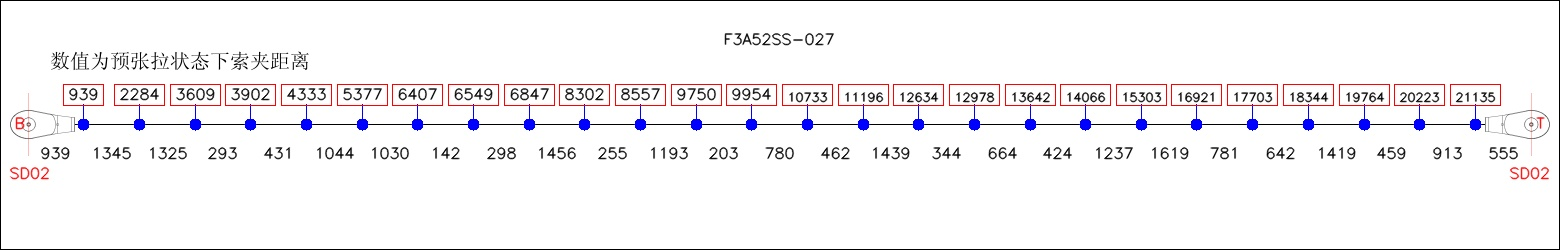 F3A52SS-027
数值为预张拉状态下索夹距离
939 2284 3609 3902 4333 5377 6407 6549 6847 8302 8557 9750 9954 10733 11196 12634 12978 13642 14066 15303 16921 17703 18344 19764 20223 21135
B T
939 1345 1325 293 431 1044 1030 142 298 1456 255 1193 203 780 462 1439 344 664 424 1237 1619 781 642 1419 459 913 555
SD02 SD02